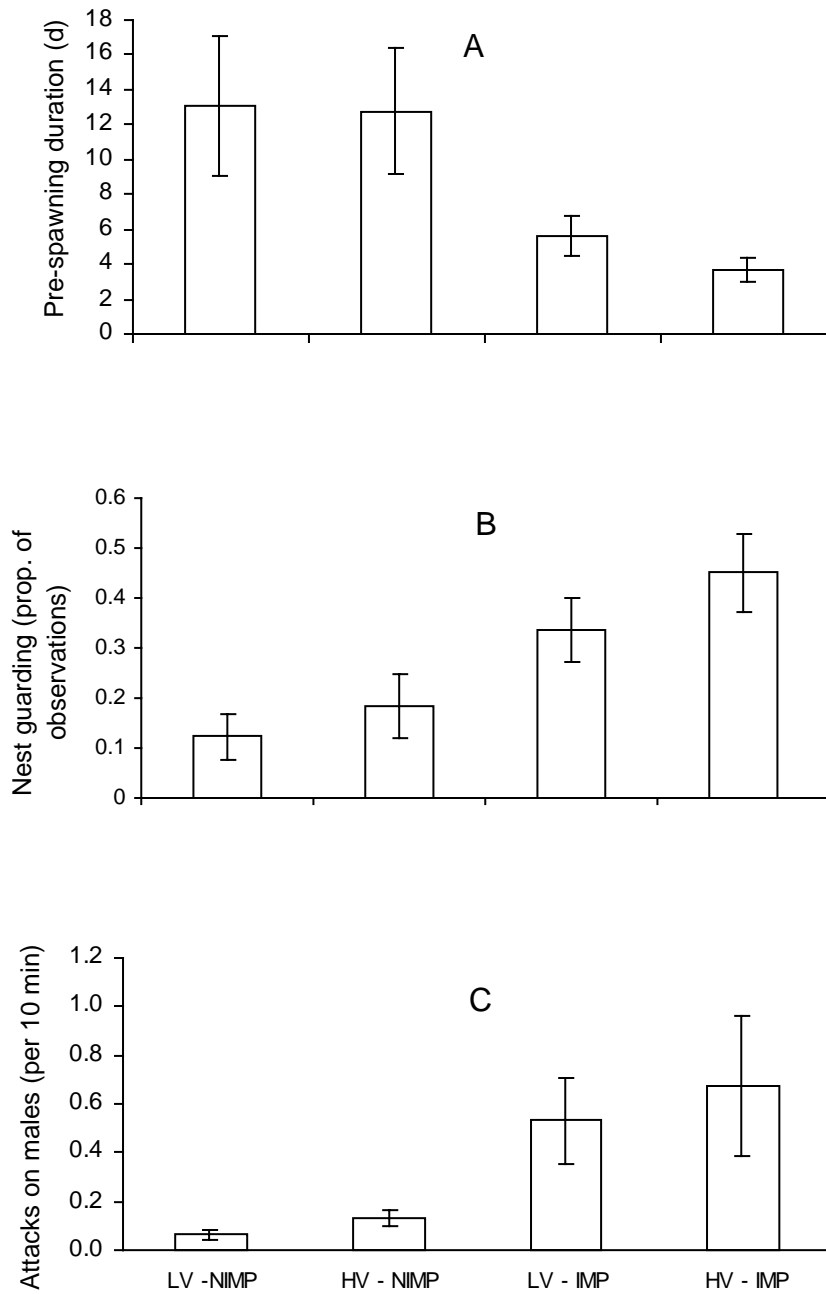 A
Pre-spawning duration (d)
18
16
14
12
10
8
6
4
2
0
B
Nest guarding (prop. of
observations)
0.6
0.5
0.4
0.3
0.2
0.1
0
C
Attacks on males (per 10 min)
1.2
1.0
0.8
0.6
0.4
0.2
0.0
LV -NIMP
HV - NIMP
LV - IMP
HV - IMP